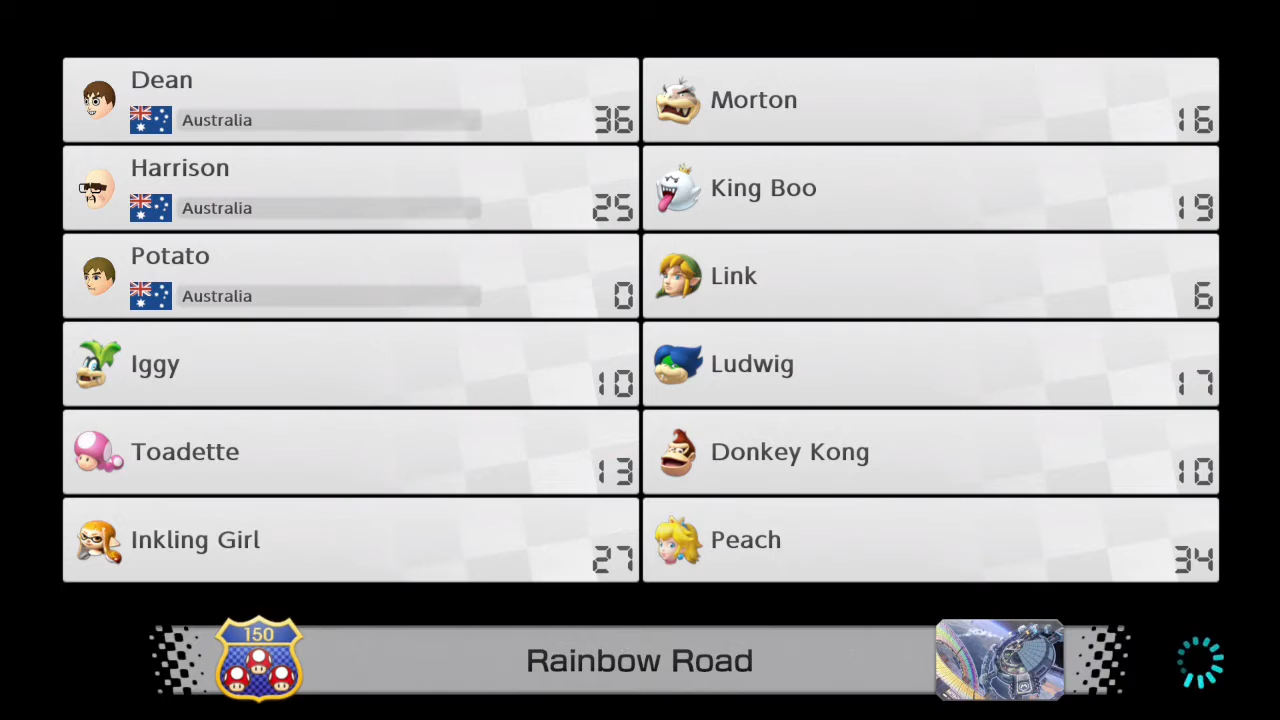 Dean
Australia
36
Harrison
Australia
25
Potato
Australia
0
Iggy
10
Toadette
13
Inkling Girl
27
Morton
16
King Boo
19
Link
6
Ludwig
17
Donkey Kong
10
Peach
34
150
Rainbow Road